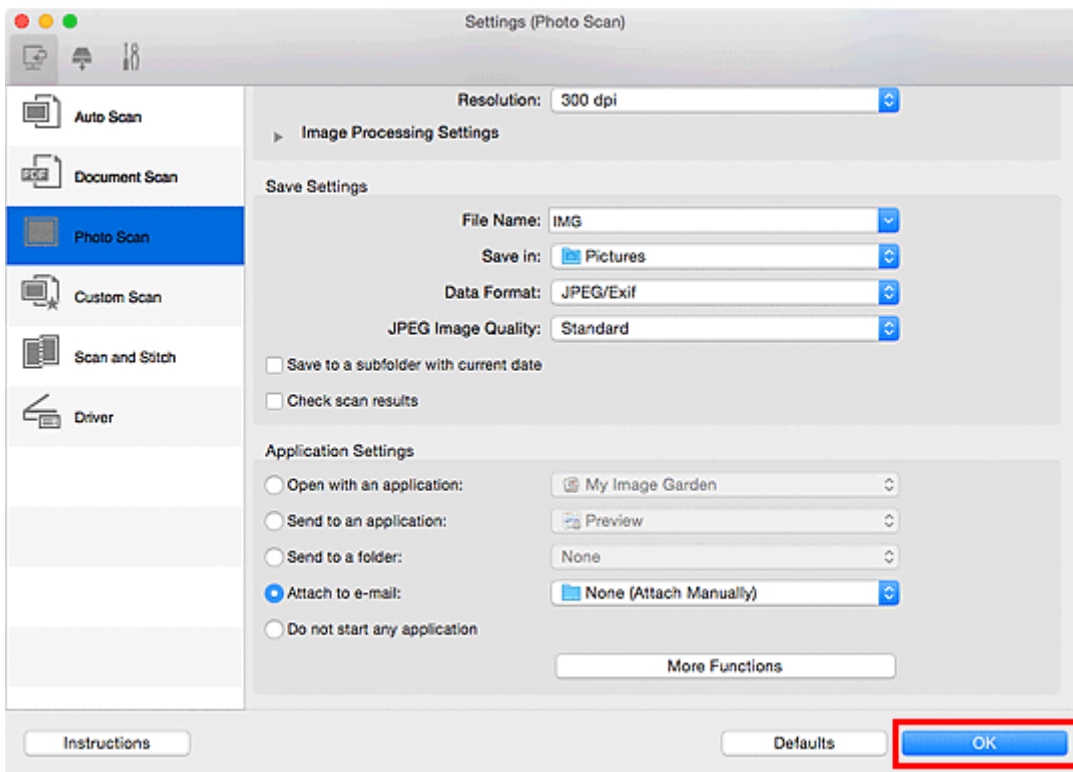 Settings (Photo Scan)
Auto Scan
Document Scan
Photo Scan
Custom Scan
Scan and Stitch
Driver
Resolution: 300 dpi
Image Processing Settings
Save Settings
File Name: IMG
Save in: Pictures
Data Format: JPEG/Exif
JPEG Image Quality: Standard
Save to a subfolder with current date
Check scan results
Application Settings
Open with an application: My Image Garden
Send to an application: Preview
Send to a folder: None
Attach to e-mail: None (Attach Manually)
Do not start any application
More Functions
Instructions
Defaults
OK